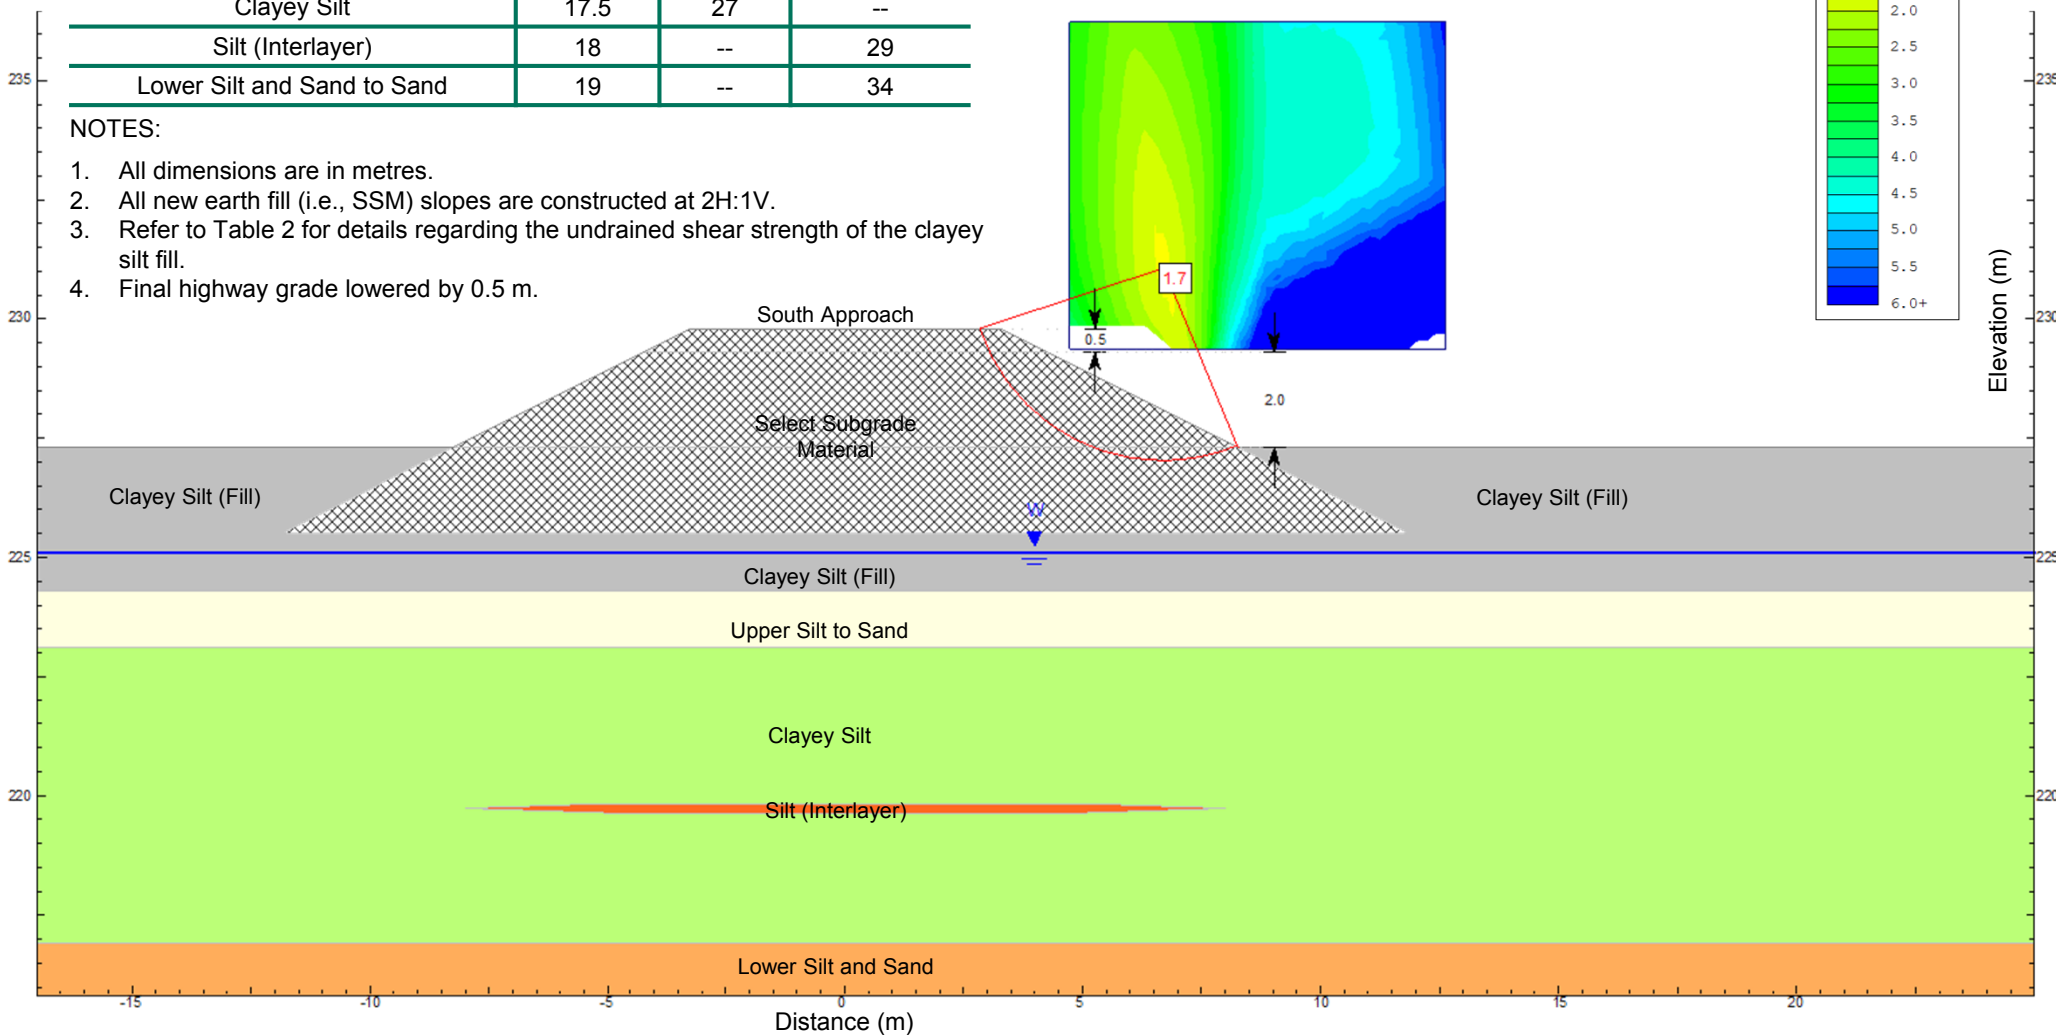 Clayey Silt 17.5 27 --
Silt (Interlayer) 18 -- 29
Lower Silt and Sand to Sand 19 -- 34
NOTES:
1. All dimensions are in metres.
2. All new earth fill (i.e., SSM) slopes are constructed at 2H:1V.
3. Refer to Table 2 for details regarding the undrained shear strength of the clayey
silt fill.
4. Final highway grade lowered by 0.5 m.
2.0
2.5
3.0
3.5
4.0
4.5
5.0
5.5
6.0+
1.7
0.5
2.0
South Approach
Select Subgrade
Material
Clayey Silt (Fill)
Clayey Silt (Fill)
W
Clayey Silt (Fill)
Upper Silt to Sand
Clayey Silt
Silt (Interlayer)
Lower Silt and Sand
235
230
225
220
235
230
225
220
Elevation (m)
-15 -10 -5 0 5 10 15 20
Distance (m)